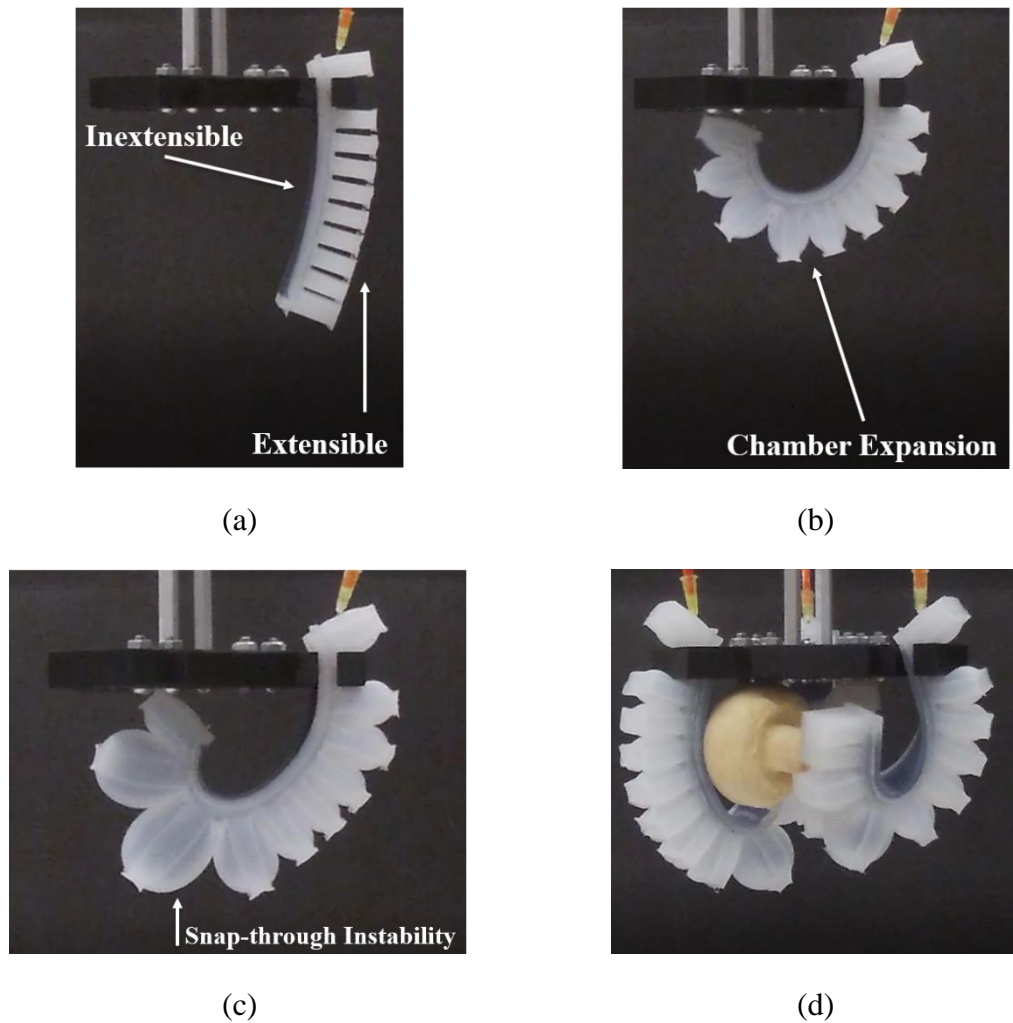 Inextensible
Extensible
(a)
Chamber Expansion
(b)
Snap-through Instability
(c)
(d)